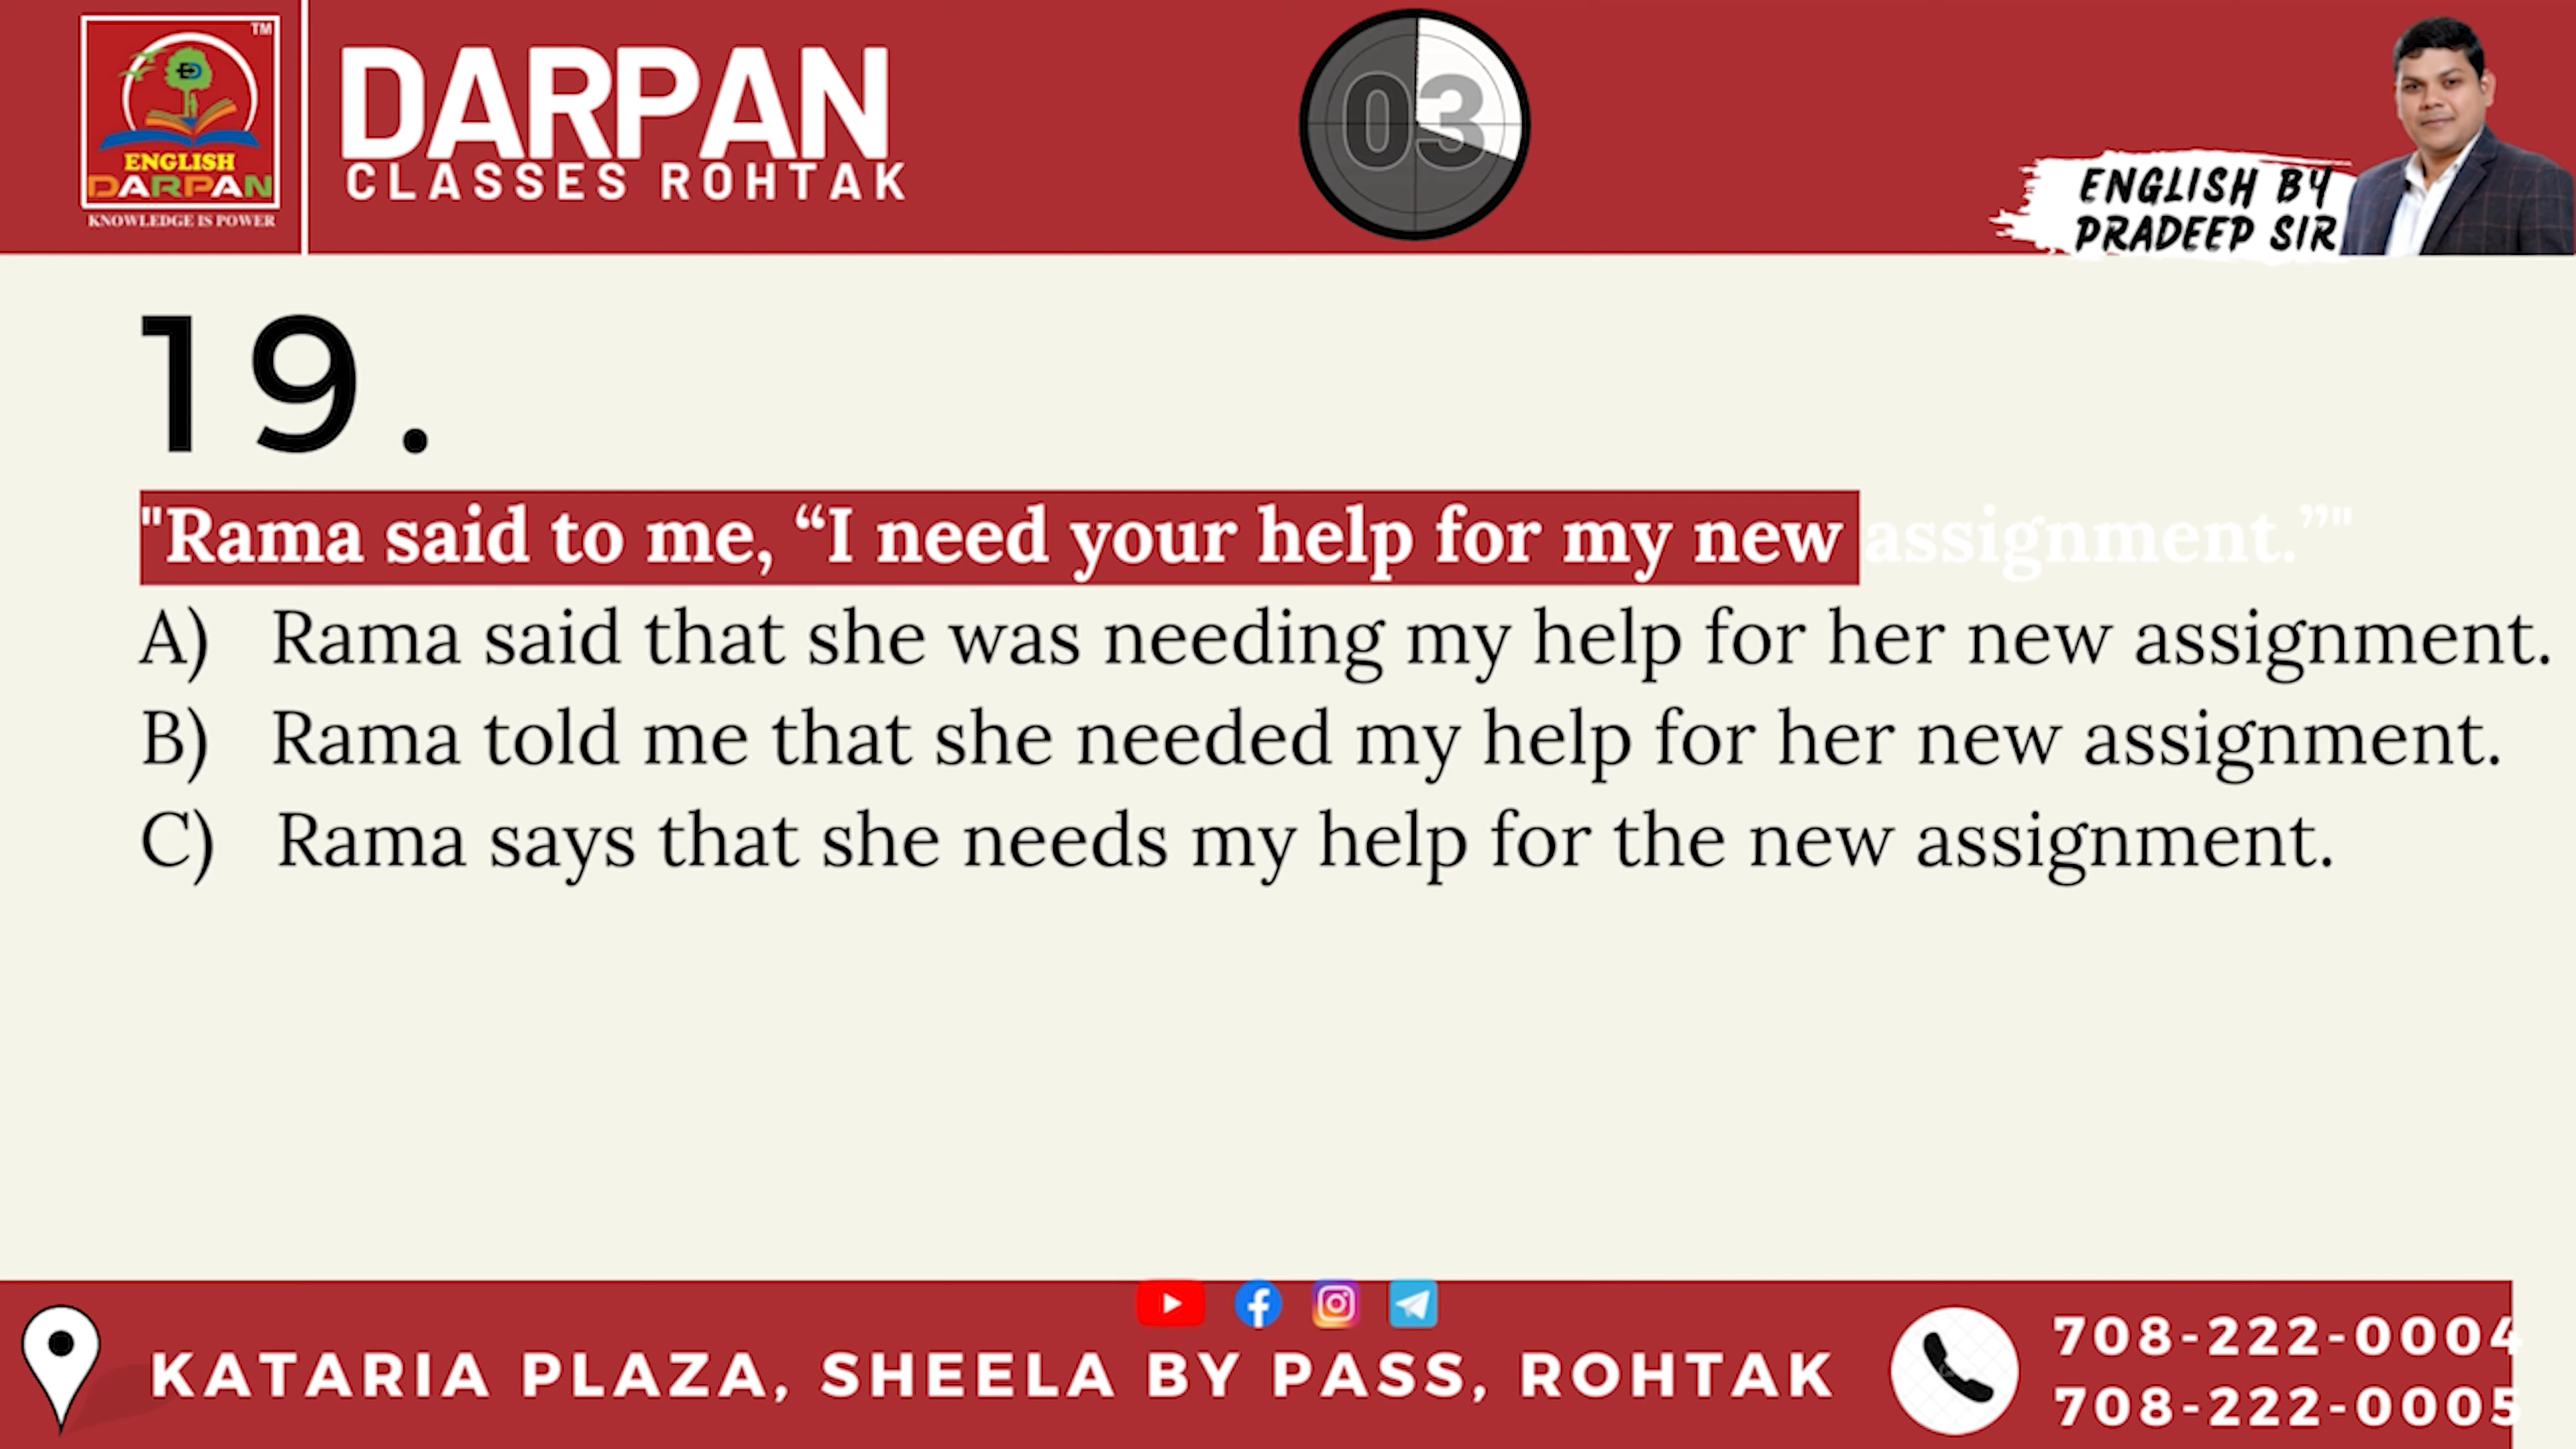 TM
ENGLISH
DARPAN
KNOWLEDGE IS POWER
DARPAN
CLASSES ROHTAK
03
ENGLISH BY
PRADEEP SIR
19.
"Rama said to me, “I need your help for my new assignment.”"
A) Rama said that she was needing my help for her new assignment.
B) Rama told me that she needed my help for her new assignment.
C) Rama says that she needs my help for the new assignment.
KATARIA PLAZA, SHEELA BY PASS, ROHTAK
708-222-0004
708-222-0005